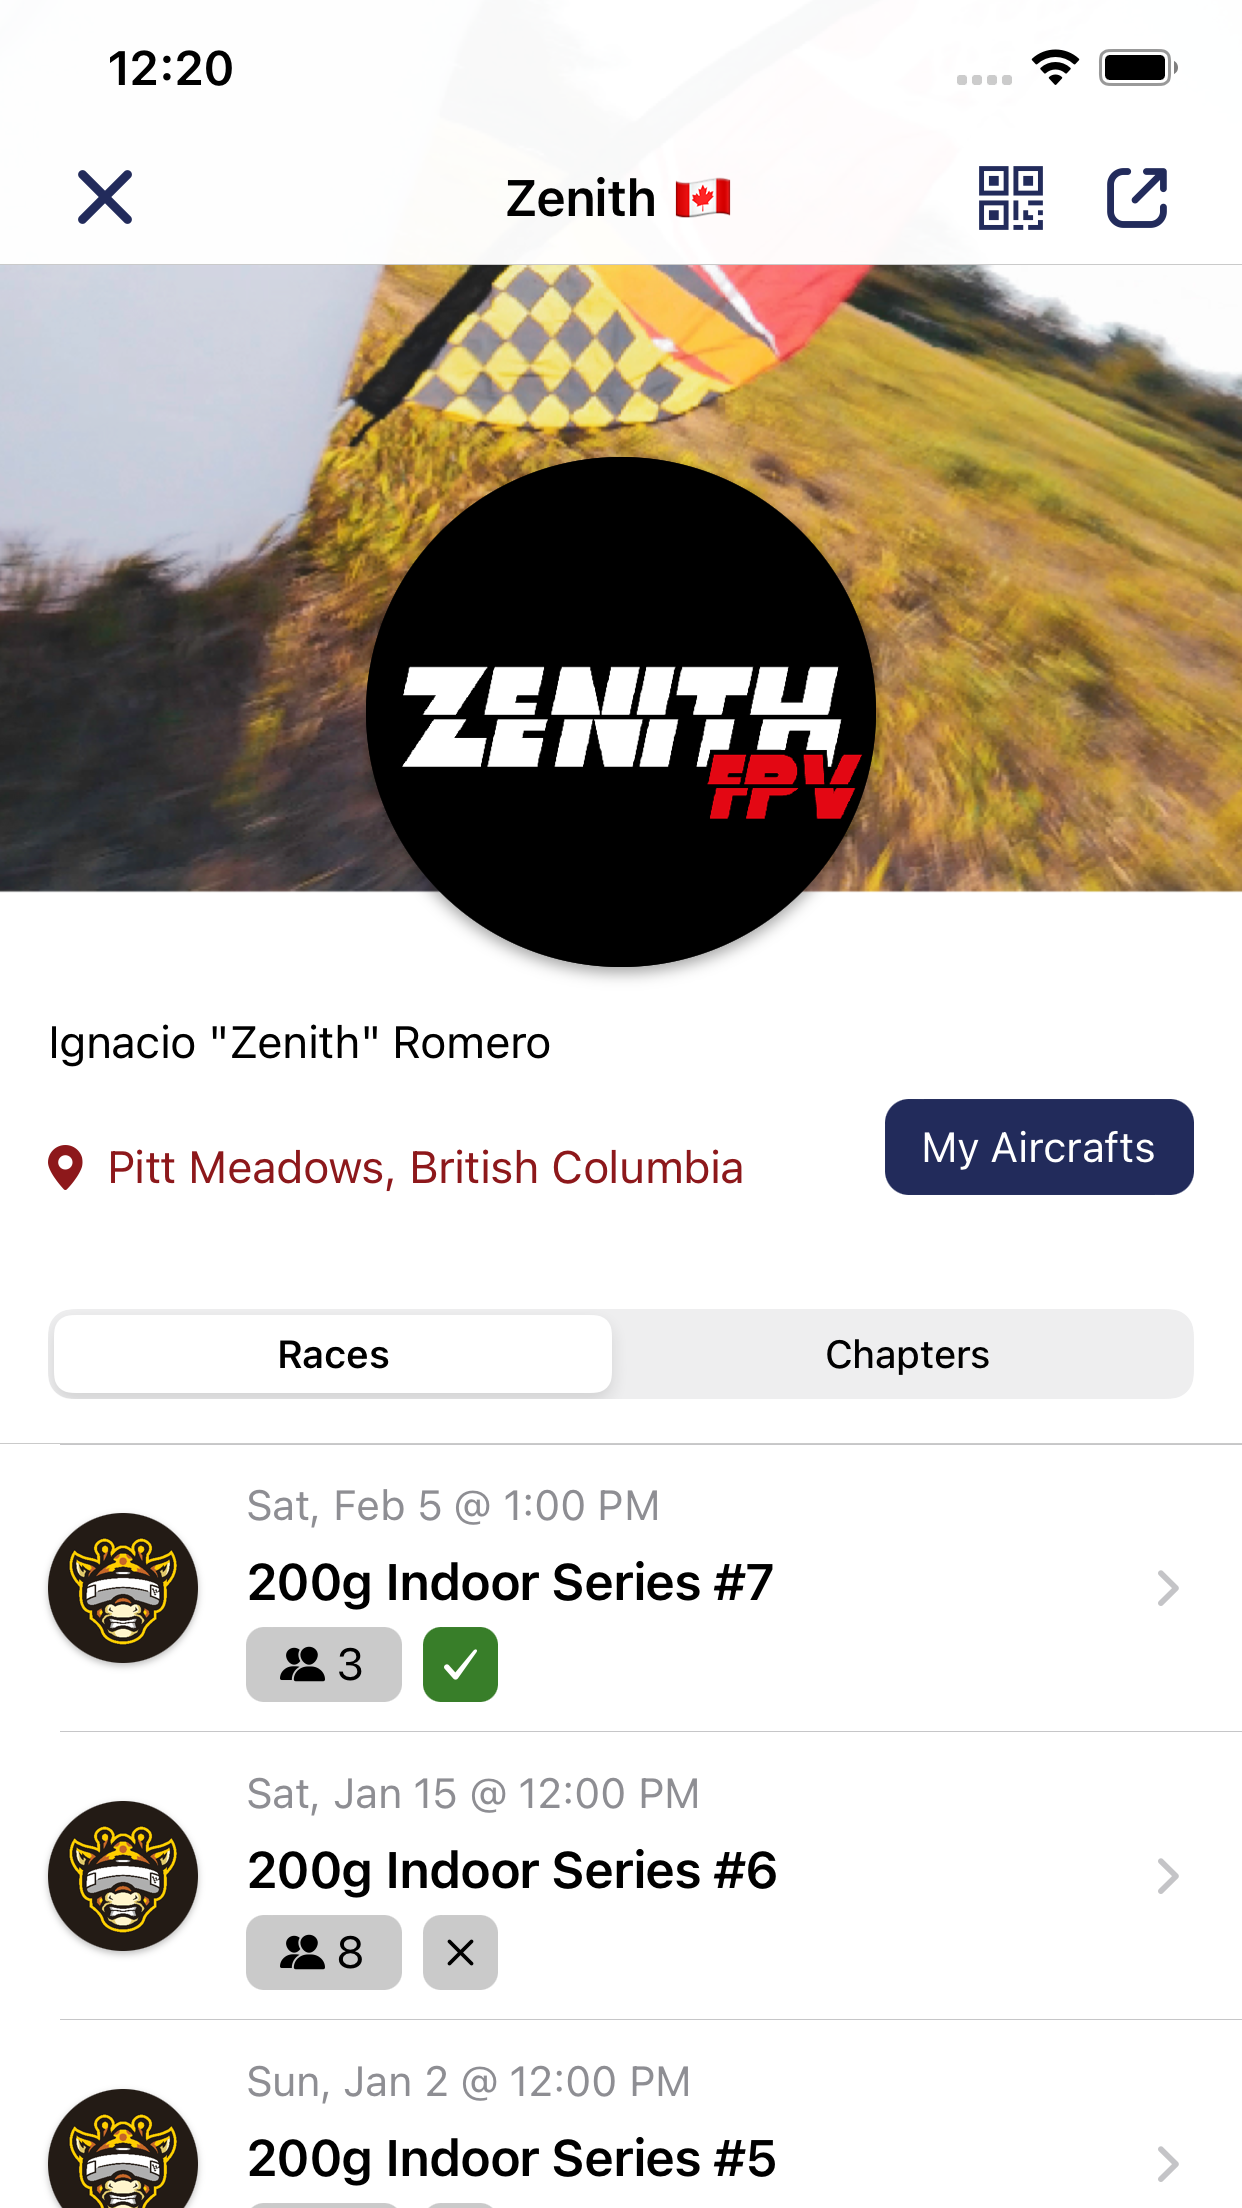 12:20
Zenith 🇨🇦
ZENITH
FPV
Ignacio "Zenith" Romero
Pitt Meadows, British Columbia
My Aircrafts
Races
Chapters
Sat, Feb 5 @ 1:00 PM
200g Indoor Series #7
3
Sat, Jan 15 @ 12:00 PM
200g Indoor Series #6
8
Sun, Jan 2 @ 12:00 PM
200g Indoor Series #5